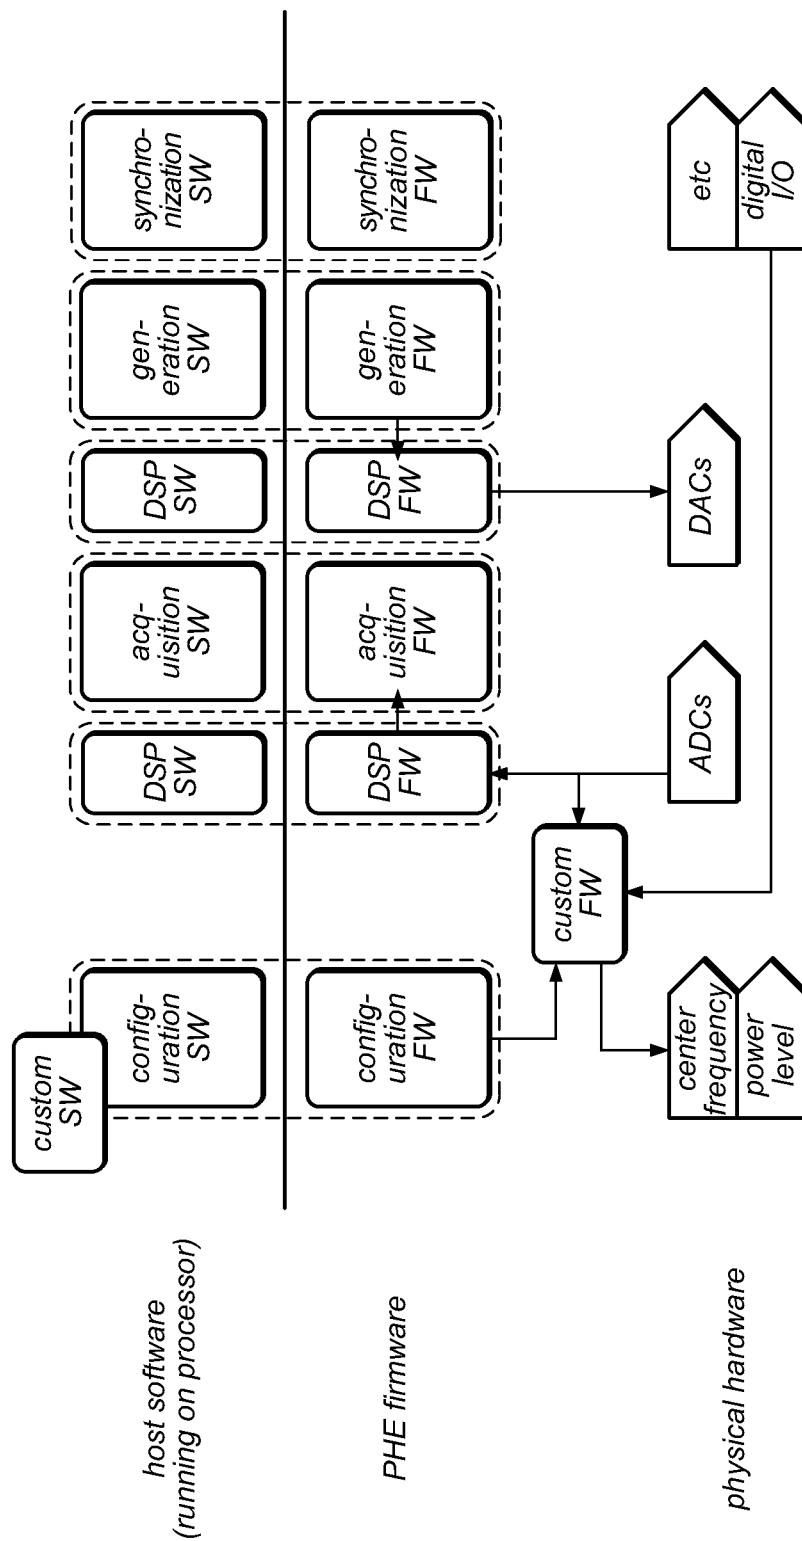 host software
(running on processor)
custom
SW
config-
uration
SW
DSP
SW
acq-
uisition
SW
DSP
SW
gen-
eration
SW
synchro-
nization
SW
PHE firmware
config-
uration
FW
DSP
FW
acq-
uisition
FW
DSP
FW
gen-
eration
FW
synchro-
nization
FW
custom
FW
physical hardware
center
frequency
power
level
ADCs
DACs
etc
digital
I/O